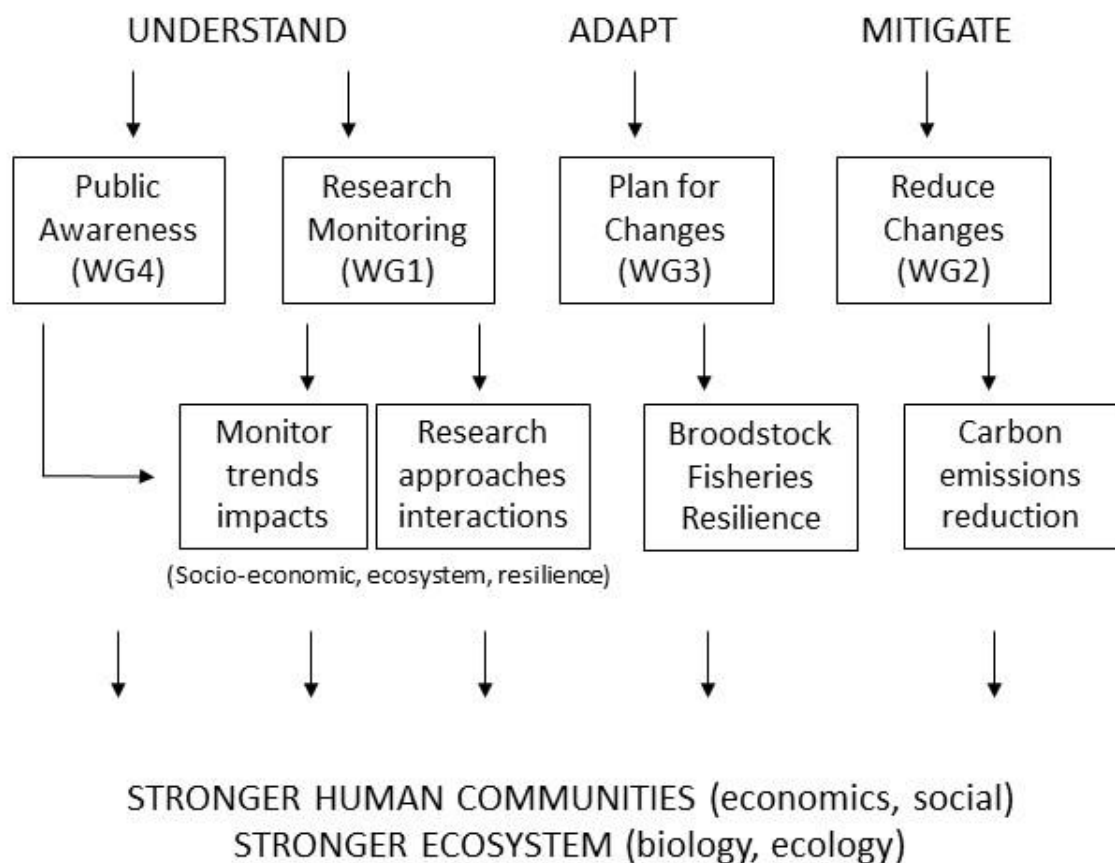 UNDERSTAND ADAPT MITIGATE
Public
Awareness
(WG4)
Research
Monitoring
(WG1)
Plan for
Changes
(WG3)
Reduce
Changes
(WG2)
Monitor
trends
impacts
Research
approaches
interactions
Broodstock
Fisheries
Resilience
Carbon
emissions
reduction
(Socio-economic, ecosystem, resilience)
STRONGER HUMAN COMMUNITIES (economics, social)
STRONGER ECOSYSTEM (biology, ecology)